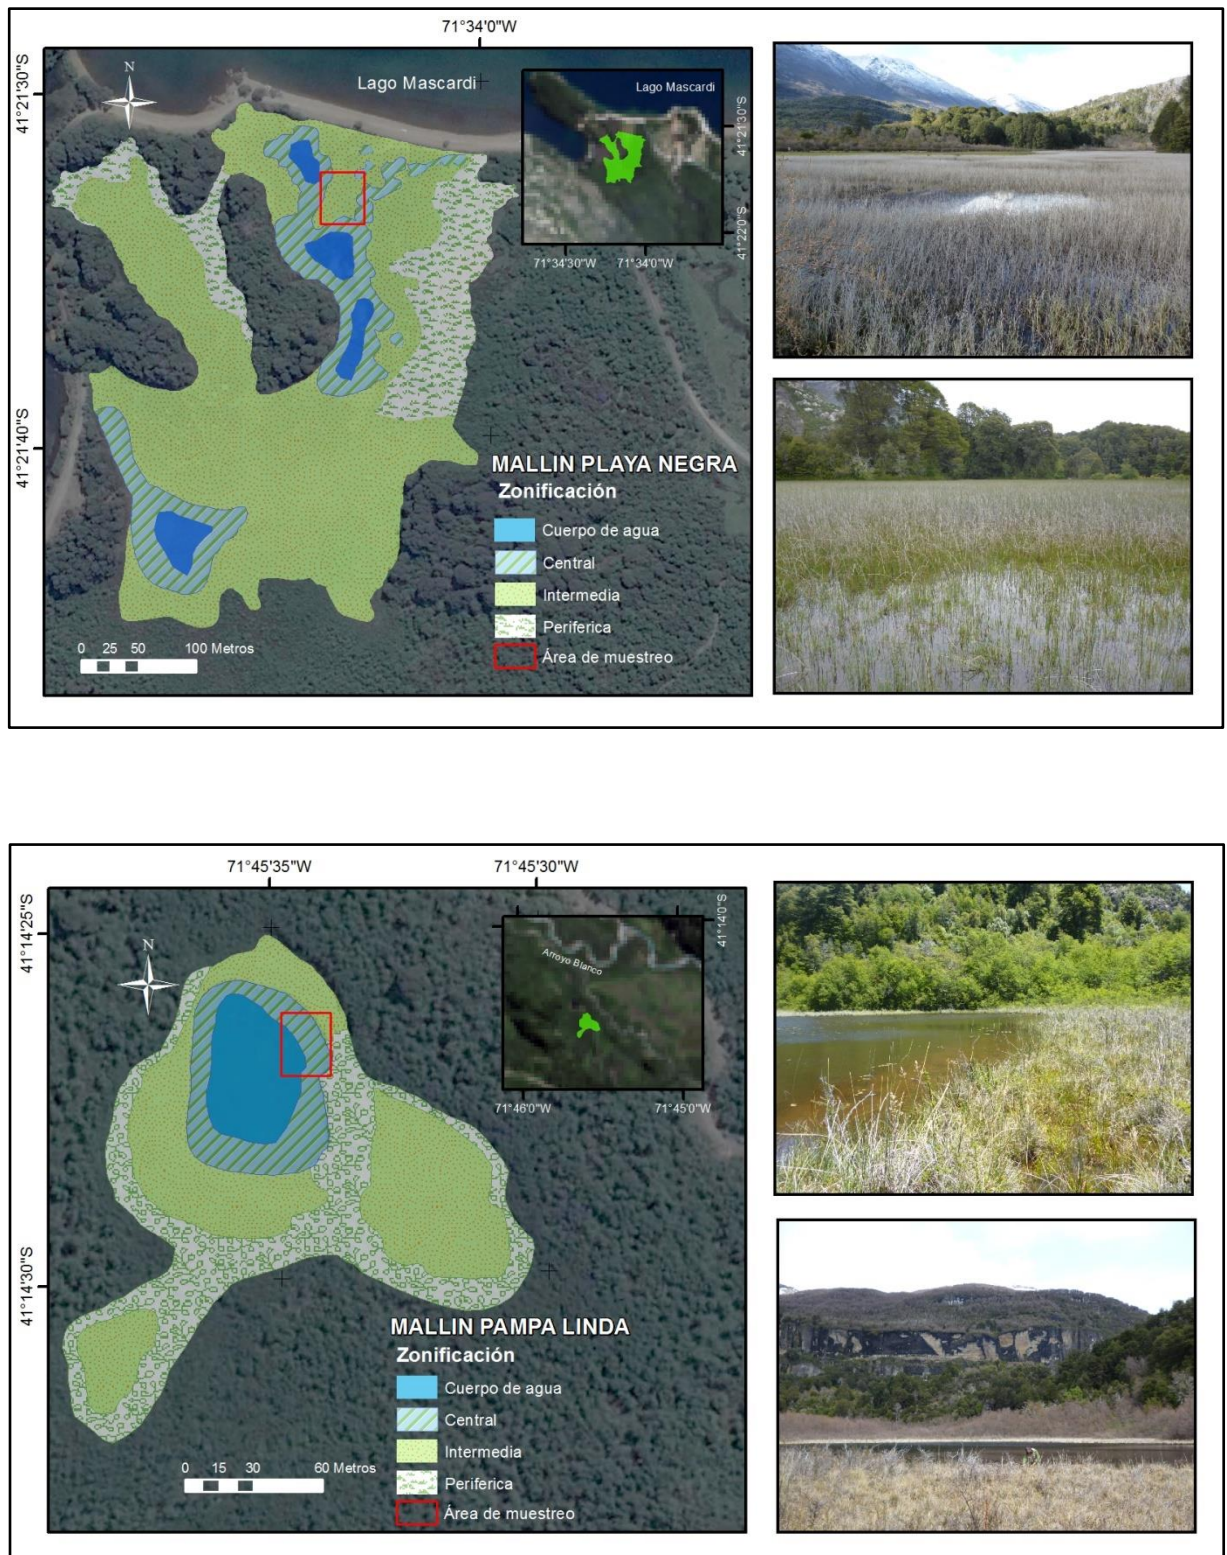 71°34'0"W
41°21'30"S
N
Lago Mascardi
Lago Mascardi
41°21'30"S
41°22'0"S
71°34'30"W
71°34'0"W
41°21'40"S
MALLIN PLAYA NEGRA
Zonificación
Cuerpo de agua
Central
Intermedia
Periferica
Área de muestreo
0 25 50 100 Metros
71°45'35"W
71°45'30"W
41°14'25"S
N
41°14'0"S
Arroyo Blanco
71°46'0"W
71°45'0"W
41°14'30"S
MALLIN PAMPA LINDA
Zonificación
Cuerpo de agua
Central
Intermedia
Periferica
Área de muestreo
0 15 30 60 Metros